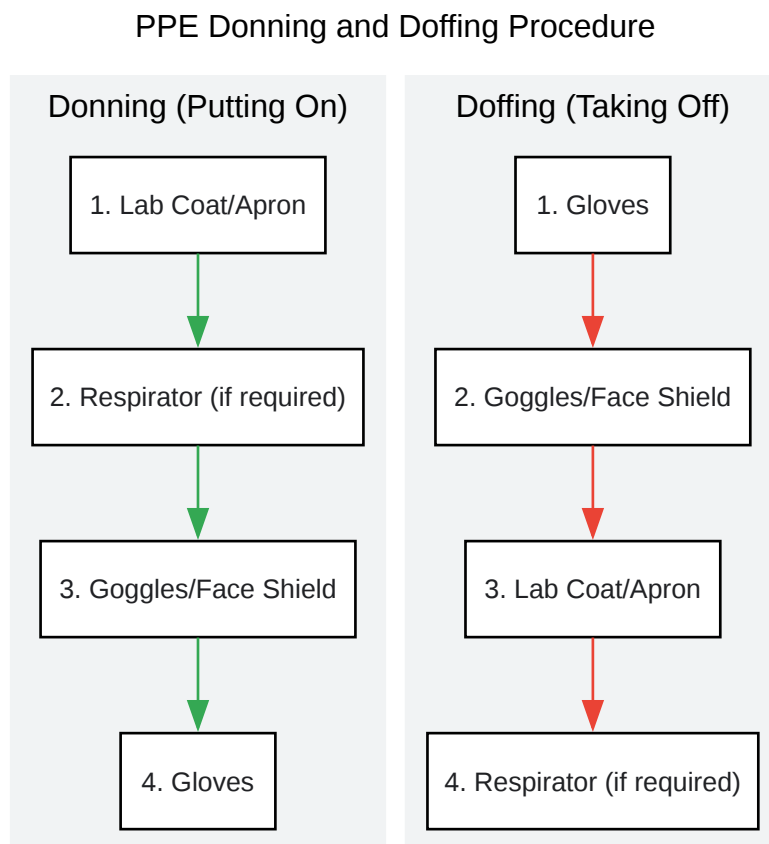 PPE Donning and Doffing Procedure
Donning (Putting On)
1. Lab Coat/Apron
2. Respirator (if required)
3. Goggles/Face Shield
4. Gloves
Doffing (Taking Off)
1. Gloves
2. Goggles/Face Shield
3. Lab Coat/Apron
4. Respirator (if required)